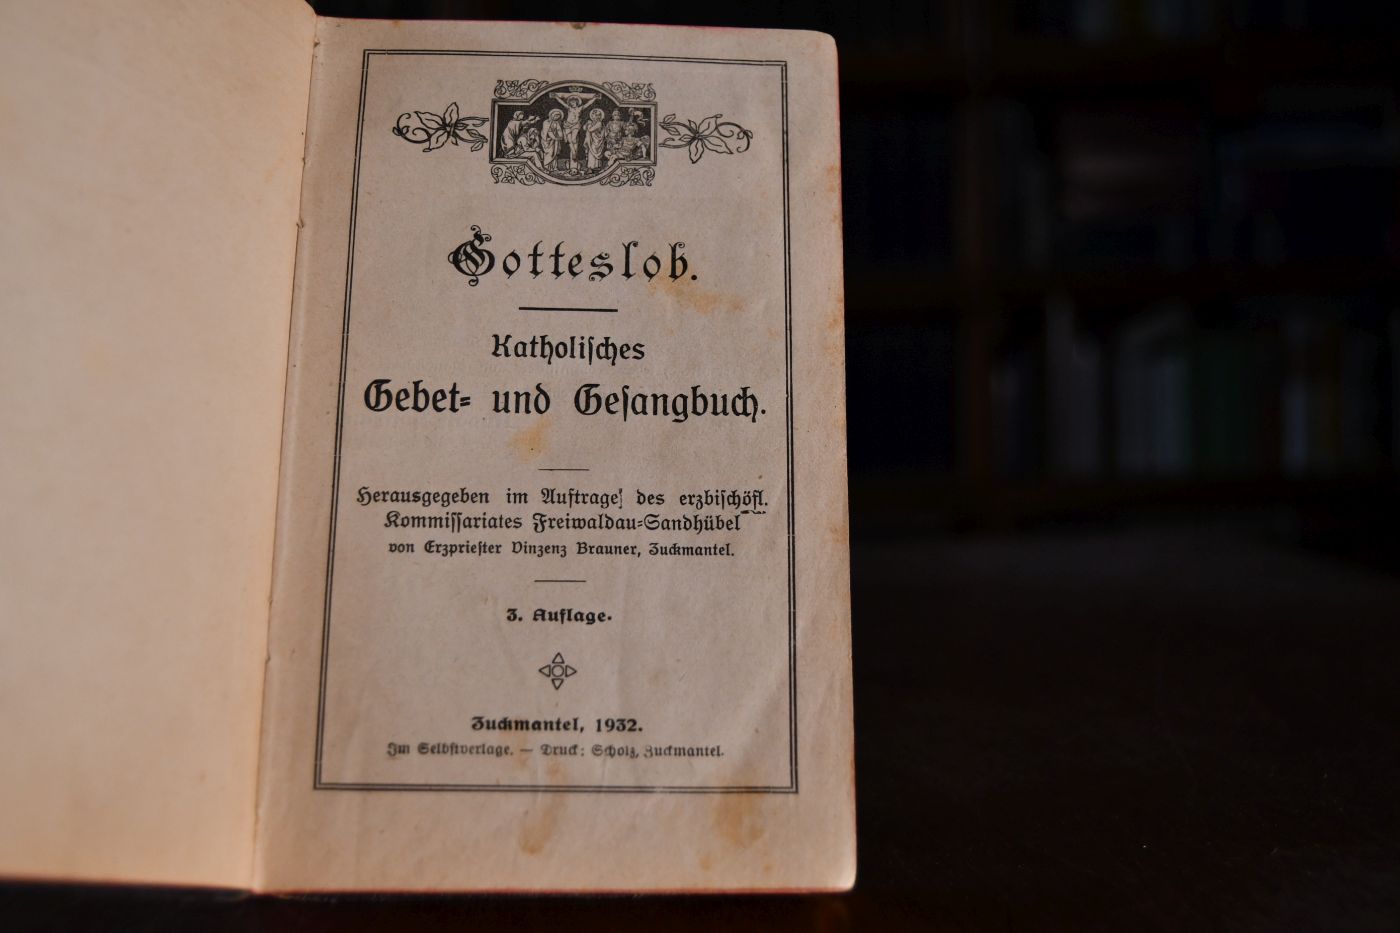 Gotteslob.
Katholiſches
Gebet= und Geſangbuch.
Herausgegeben im Auftrage des erzbiſchöfl.
Kommiſſariates Freiwaldau=Sandhübel
von Erzprieſter Vinzenz Brauner, Zuckmantel.
3. Auflage.
Zuckmantel, 1932.
Im Selbſtverlage. — Druck: Scholz, Zuckmantel.